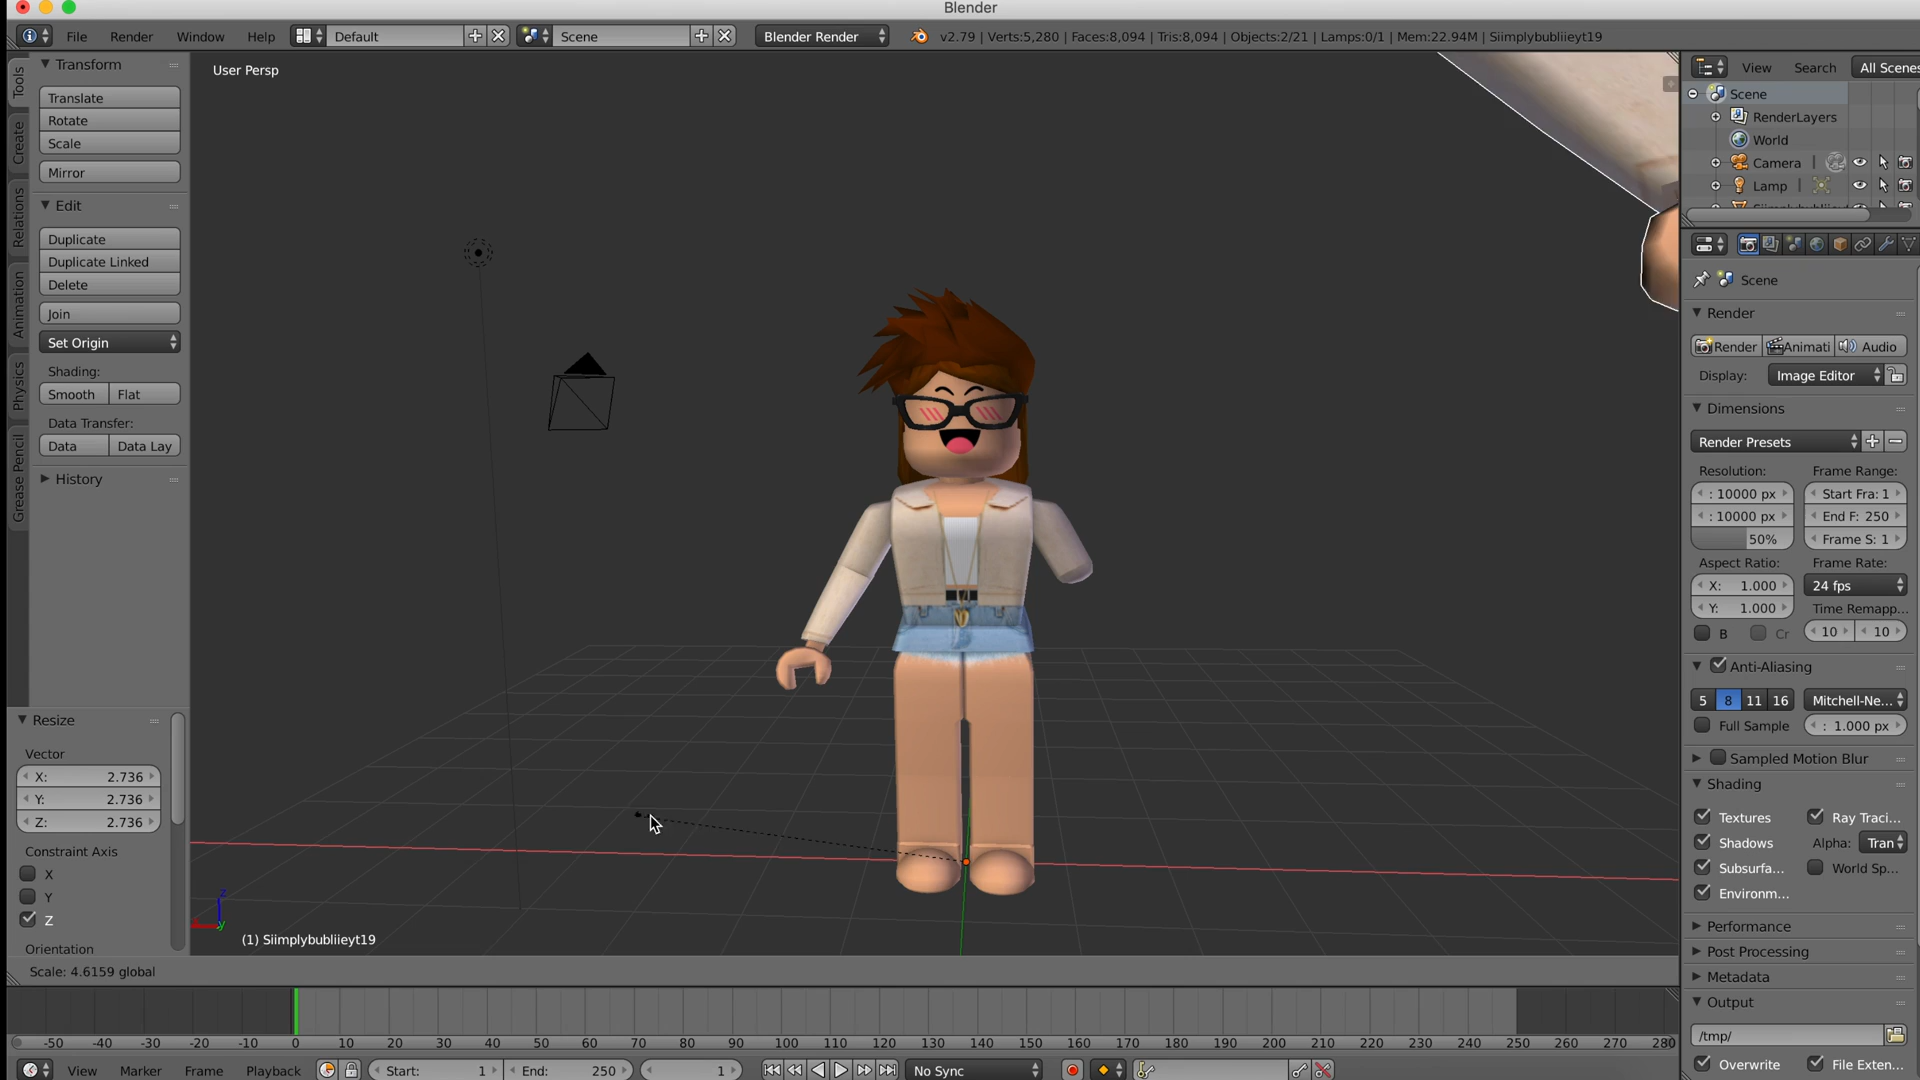 Blender
File Render Window Help Default Scene Blender Render v2.79 | Verts:5,280 | Faces:8,094 | Tris:8,094 | Objects:2/21 | Lamps:0/1 | Mem:22.94M | Siimplybubliieyt19
Tools
Create
Relations
Animation
Physics
Grease Pencil
Transform
Translate
Rotate
Scale
Mirror
Edit
Duplicate
Duplicate Linked
Delete
Join
Set Origin
Shading:
Smooth Flat
Data Transfer:
Data Data Lay
History
Resize
Vector
X: 2.736
Y: 2.736
Z: 2.736
Constraint Axis
X
Y
Z
Orientation
User Persp
z
y
(1) Siimplybubliieyt19
Scale: 4.6159 global
View Search All Scenes
Scene
RenderLayers
World
Camera
Lamp
Scene
Render
Render Animati Audio
Display: Image Editor
Dimensions
Render Presets
Resolution: Frame Range:
: 10000 px Start Fra: 1
: 10000 px End F: 250
50% Frame S: 1
Aspect Ratio: Frame Rate:
X: 1.000 24 fps
Y: 1.000 Time Remapp...
B Cr 10 10
Anti-Aliasing
5 8 11 16 Mitchell-Ne...
Full Sample : 1.000 px
Sampled Motion Blur
Shading
Textures Ray Traci...
Shadows Alpha: Tran
Subsurfa... World Sp...
Environm...
Performance
Post Processing
Metadata
Output
/tmp/
Overwrite File Exten...
-50 -40 -30 -20 -10 0 10 20 30 40 50 60 70 80 90 100 110 120 130 140 150 160 170 180 190 200 210 220 230 240 250 260 270 280
View Marker Frame Playback Start: 1 End: 250 1 No Sync